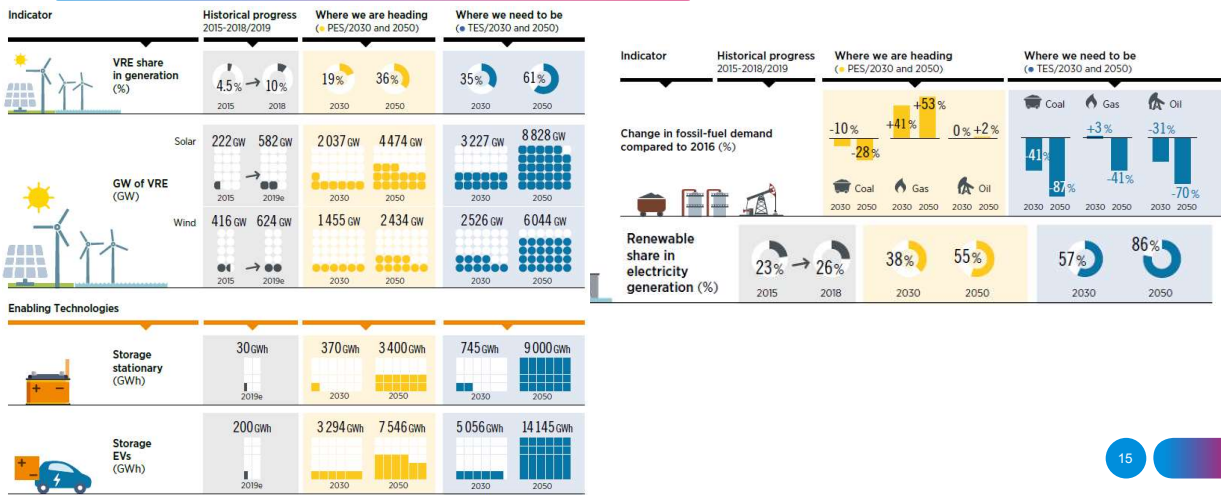 Indicator
Historical progress
2015-2018/2019
Where we are heading
(● PES/2030 and 2050)
Where we need to be
(● TES/2030 and 2050)
VRE share
in generation
(%)
4.5% → 10%
2015 2018
19% 36%
2030 2050
35% 61%
2030 2050
GW of VRE
(GW)
Solar
222 GW 582 GW
2015 2019e
2 037 GW 4 474 GW
2030 2050
3 227 GW 8 828 GW
2030 2050
Wind
416 GW 624 GW
2015 2019e
1 455 GW 2 434 GW
2030 2050
2 526 GW 6 044 GW
2030 2050
Enabling Technologies
Storage
stationary
(GWh)
30 GWh
2019e
370 GWh 3 400 GWh
2030 2050
745 GWh 9 000 GWh
2030 2050
Storage
EVs
(GWh)
200 GWh
2019e
3 294 GWh 7 546 GWh
2030 2050
5 056 GWh 14 145 GWh
2030 2050
Indicator
Historical progress
2015-2018/2019
Where we are heading
(● PES/2030 and 2050)
Where we need to be
(● TES/2030 and 2050)
Change in fossil-fuel demand
compared to 2016 (%)
-10% -28%
+41% +53%
0% +2%
Coal Gas Oil
2030 2050 2030 2050 2030 2050
Coal Gas Oil
-41% -87%
+3% -41%
-31% -70%
2030 2050 2030 2050 2030 2050
Renewable
share in
electricity
generation (%)
23% → 26%
2015 2018
38% 55%
2030 2050
57% 86%
2030 2050
15